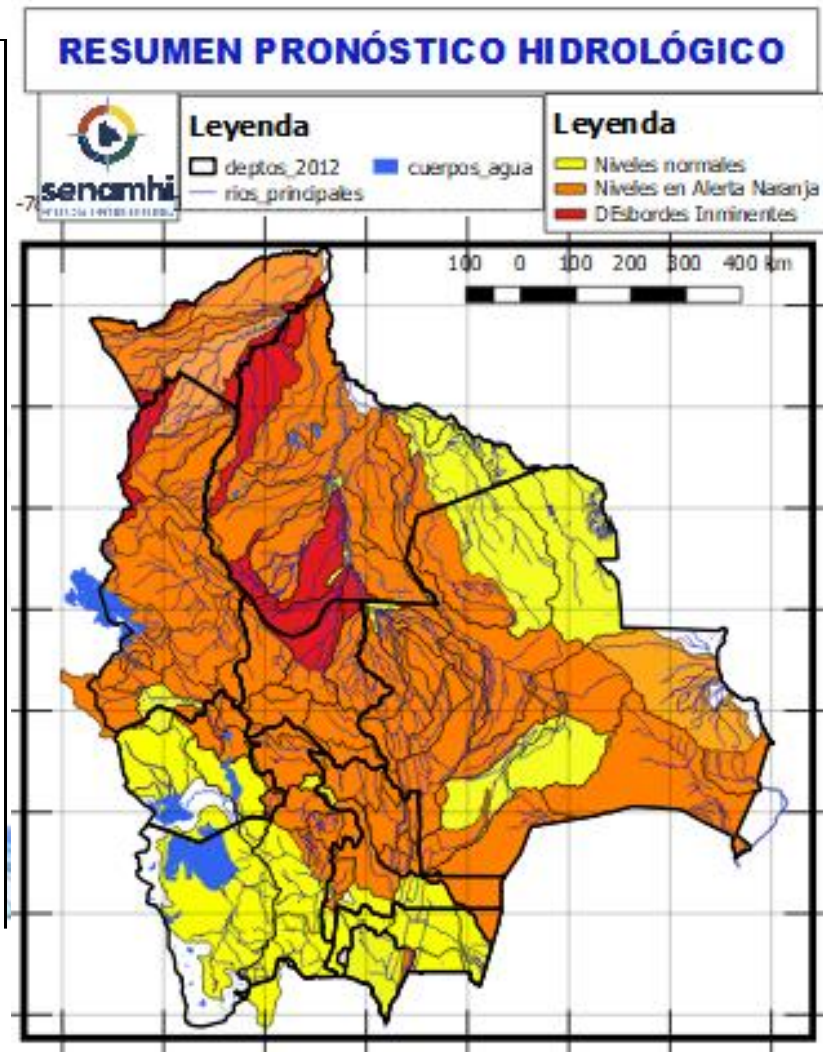 RESUMEN PRONÓSTICO HIDROLÓGICO
senamhi
Leyenda
deptos_2012
cuerpos_agua
rios_principales
Leyenda
Niveles normales
Niveles en Alerta Naranja
DEsbordes Inminentes
100 0 100 200 300 400 km